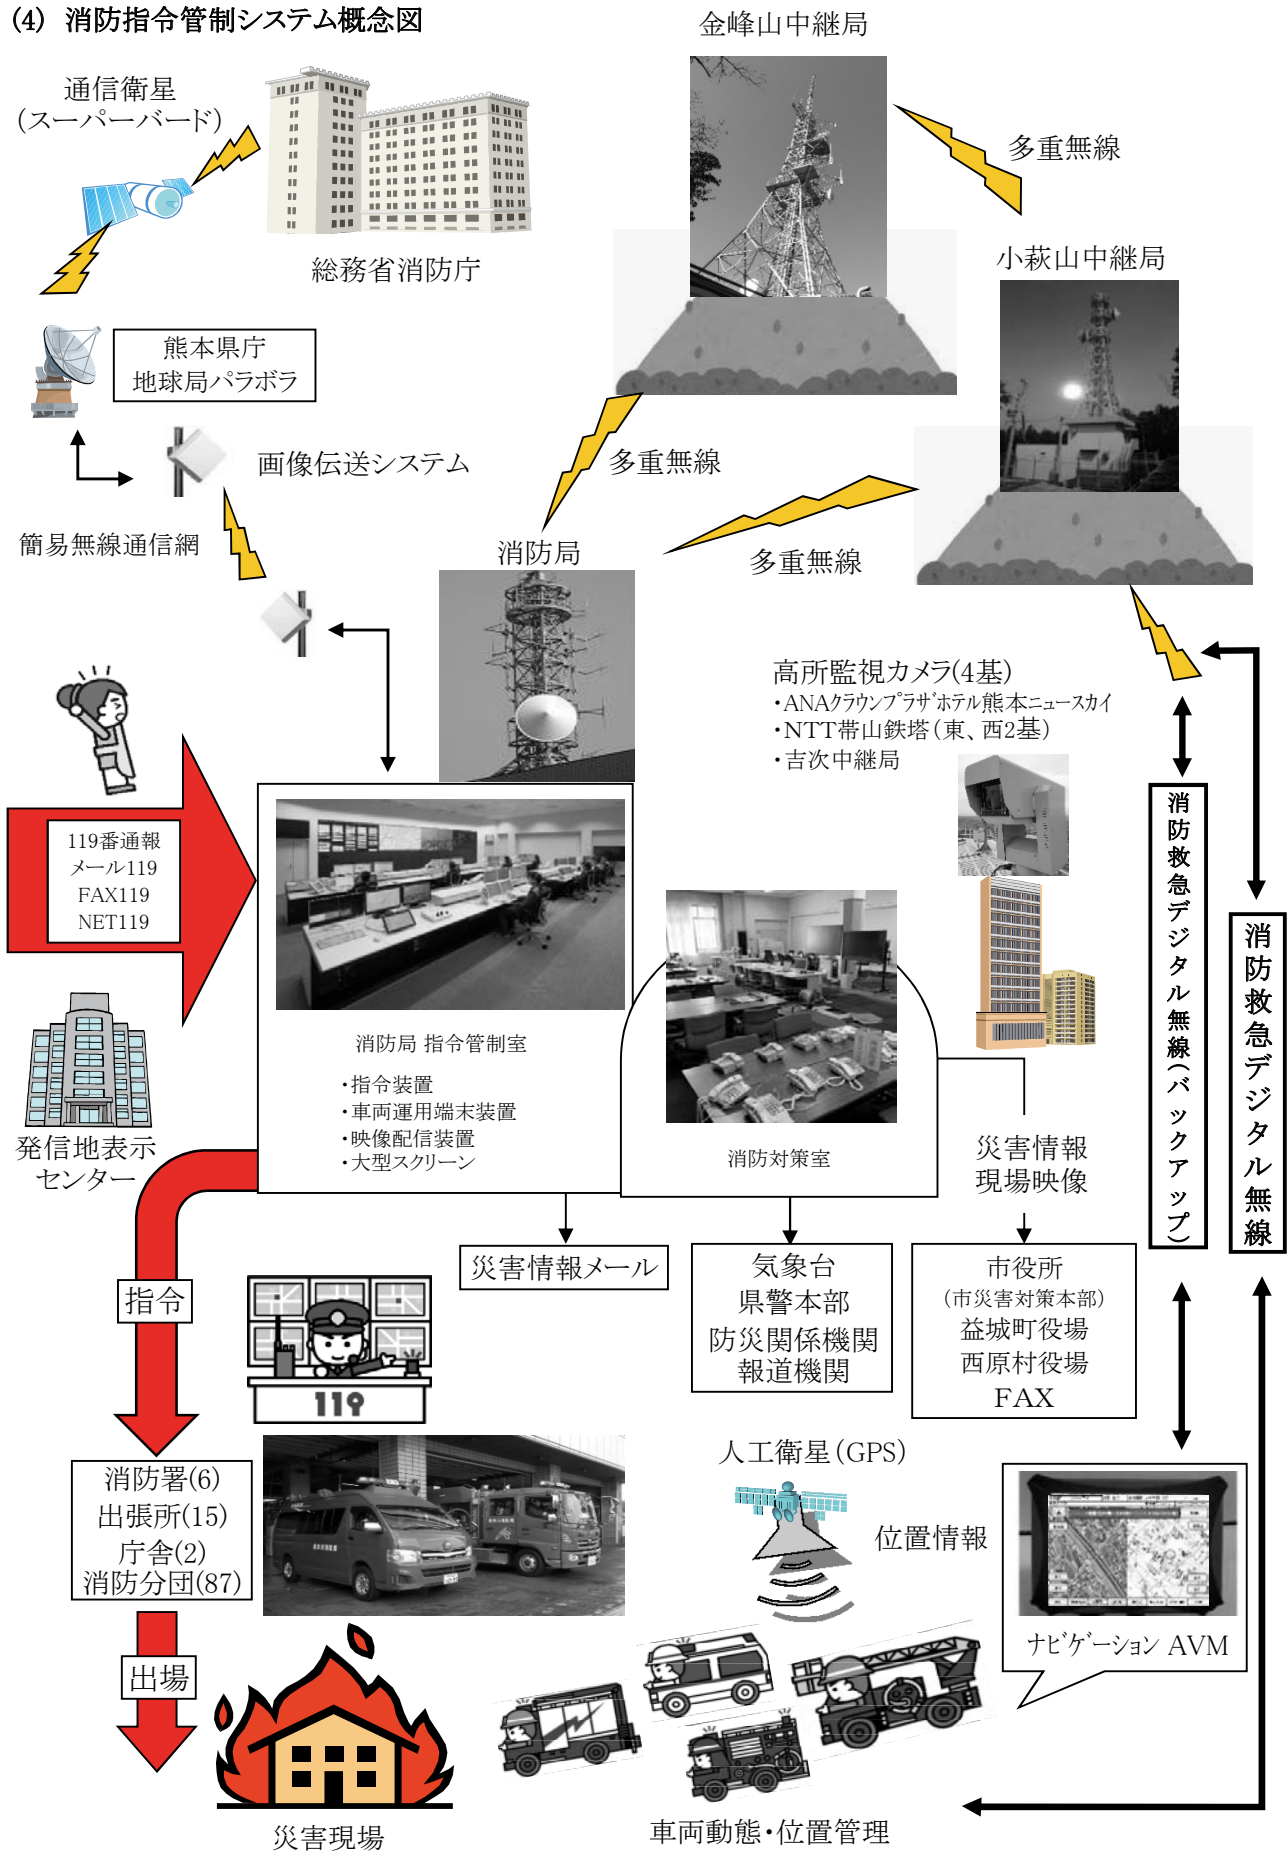 (4) 消防指令管制システム概念図
金峰山中継局
通信衛星
(スーパーバード)
多重無線
総務省消防庁
小萩山中継局
熊本県庁
地球局パラボラ
画像伝送システム
多重無線
簡易無線通信網
消防局
多重無線
高所監視カメラ(4基)
・ANAクラウンプラザホテル熊本ニュースカイ
・NTT帯山鉄塔(東、西2基)
・吉次中継局
119番通報
メール119
FAX119
NET119
消防救急デジタル無線(バックアップ)
消防救急デジタル無線
消防局 指令管制室
・指令装置
・車両運用端末装置
・映像配信装置
・大型スクリーン
発信地表示
センター
消防対策室
災害情報
現場映像
災害情報メール
気象台
県警本部
防災関係機関
報道機関
市役所
(市災害対策本部)
益城町役場
西原村役場
FAX
指令
119
消防署(6)
出張所(15)
庁舎(2)
消防分団(87)
人工衛星(GPS)
位置情報
ナビゲーション AVM
出場
災害現場
車両動態・位置管理